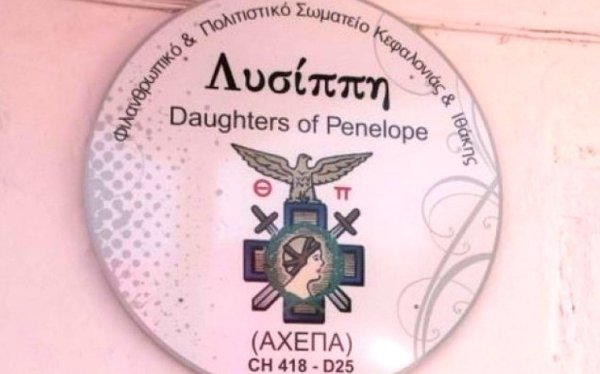 Φιλανθρωπικό & Πολιτιστικό Σωματείο Κεφαλονιάς & Ιθάκης
Λυσίππη
Daughters of Penelope
Θ π
(ΑΧΕΠΑ)
CH 418 - D25